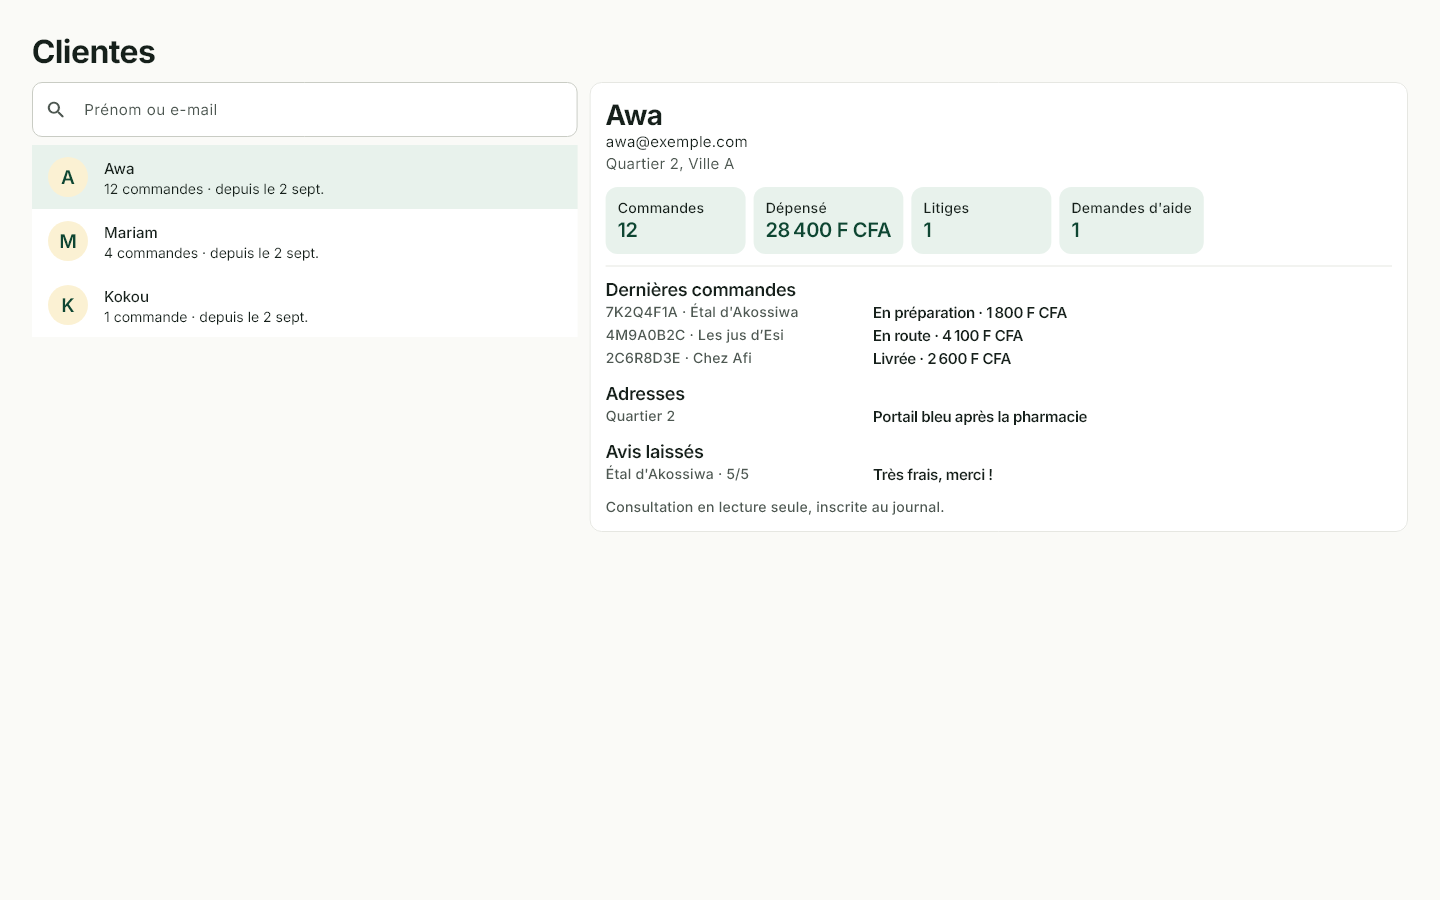 Clientes
Prénom ou e-mail
A
Awa
12 commandes · depuis le 2 sept.
M
Mariam
4 commandes · depuis le 2 sept.
K
Kokou
1 commande · depuis le 2 sept.
Awa
awa@exemple.com
Quartier 2, Ville A
Commandes
12
Dépensé
28 400 F CFA
Litiges
1
Demandes d'aide
1
Dernières commandes
7K2Q4F1A · Étal d'Akossiwa En préparation · 1 800 F CFA
4M9A0B2C · Les jus d'Esi En route · 4 100 F CFA
2C6R8D3E · Chez Afi Livrée · 2 600 F CFA
Adresses
Quartier 2 Portail bleu après la pharmacie
Avis laissés
Étal d'Akossiwa · 5/5 Très frais, merci !
Consultation en lecture seule, inscrite au journal.